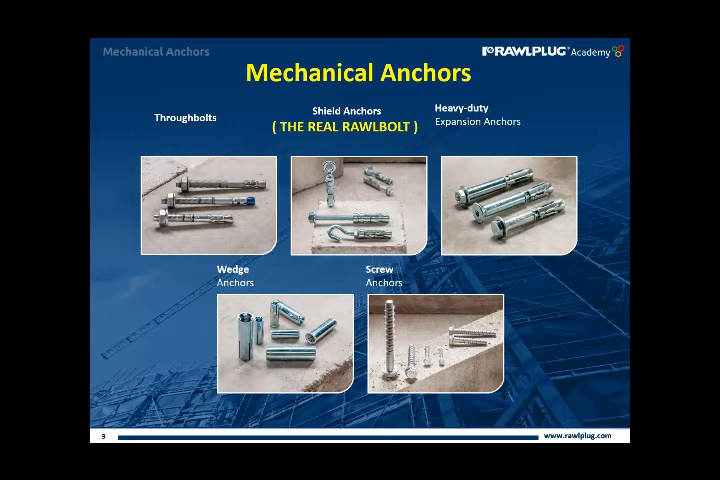 Mechanical Anchors
RAWLPLUG® Academy
Mechanical Anchors
Throughbolts
Shield Anchors
( THE REAL RAWLBOLT )
Heavy-duty
Expansion Anchors
Wedge
Anchors
Screw
Anchors
9
www.rawlplug.com